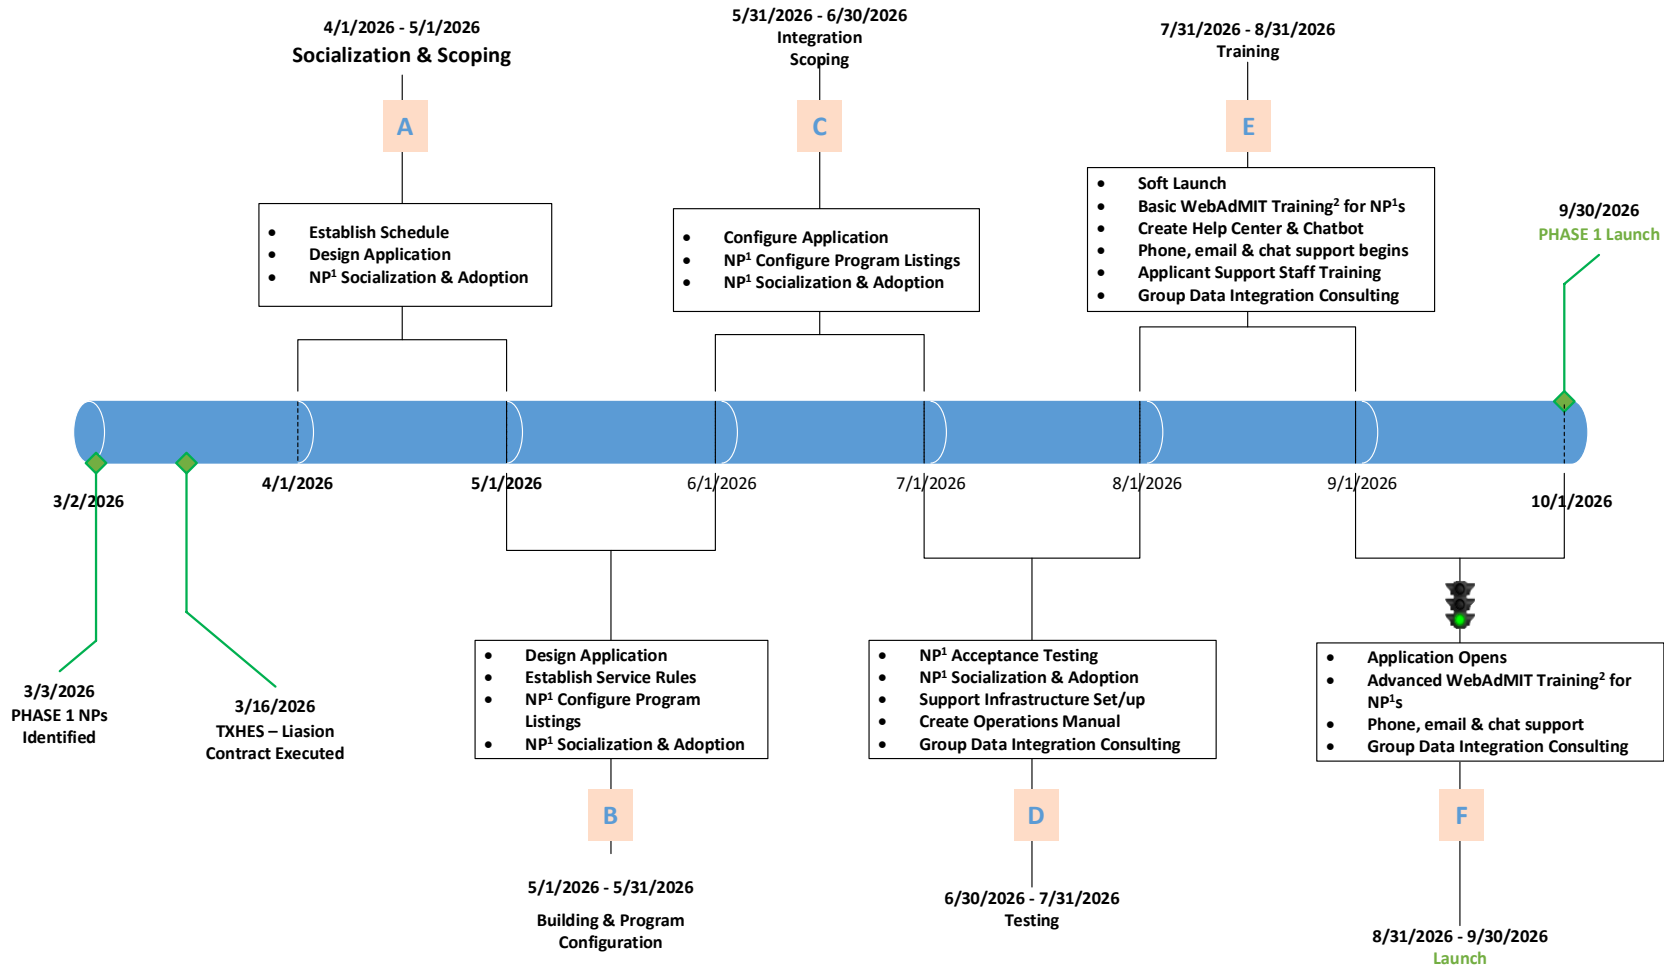 4/1/2026 - 5/1/2026
Socialization & Scoping
A
• Establish Schedule
• Design Application
• NP¹ Socialization & Adoption
5/31/2026 - 6/30/2026
Integration
Scoping
C
• Configure Application
• NP¹ Configure Program Listings
• NP¹ Socialization & Adoption
7/31/2026 - 8/31/2026
Training
E
• Soft Launch
• Basic WebAdMIT Training² for NP¹s
• Create Help Center & Chatbot
• Phone, email & chat support begins
• Applicant Support Staff Training
• Group Data Integration Consulting
9/30/2026
PHASE 1 Launch
3/2/2026
4/1/2026
5/1/2026
6/1/2026
7/1/2026
8/1/2026
9/1/2026
10/1/2026
3/3/2026
PHASE 1 NPs
Identified
3/16/2026
TXHES – Liasion
Contract Executed
• Design Application
• Establish Service Rules
• NP¹ Configure Program
Listings
• NP¹ Socialization & Adoption
B
5/1/2026 - 5/31/2026
Building & Program
Configuration
• NP¹ Acceptance Testing
• NP¹ Socialization & Adoption
• Support Infrastructure Set/up
• Create Operations Manual
• Group Data Integration Consulting
D
6/30/2026 - 7/31/2026
Testing
• Application Opens
• Advanced WebAdMIT Training² for
NP¹s
• Phone, email & chat support
• Group Data Integration Consulting
F
8/31/2026 - 9/30/2026
Launch